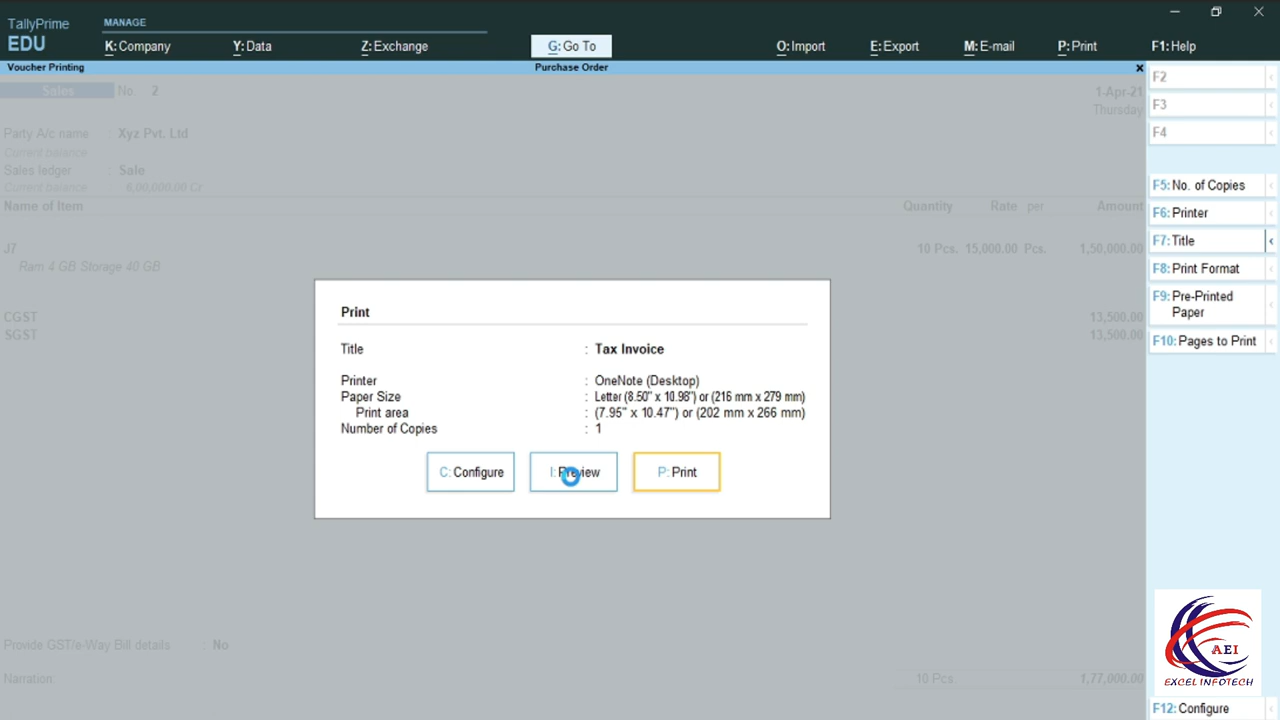 TallyPrime
EDU
MANAGE
K: Company Y: Data Z: Exchange G: Go To O: Import E: Export M: E-mail P: Print F1: Help
Voucher Printing Purchase Order x
Sales No. 2 1-Apr-21
Thursday
Party A/c name : Xyz Pvt. Ltd
Current balance
Sales ledger : Sale
Current balance : 6,00,000.00 Cr
Name of Item Quantity Rate per Amount
J7 10 Pcs. 15,000.00 Pcs. 1,50,000.00
Ram 4 GB Storage 40 GB
CGST 13,500.00
SGST 13,500.00
Print
Title : Tax Invoice
Printer : OneNote (Desktop)
Paper Size : Letter (8.50" x 10.98") or (216 mm x 279 mm)
Print area : (7.95" x 10.47") or (202 mm x 266 mm)
Number of Copies : 1
C: Configure I: Preview P: Print
Provide GST/e-Way Bill details : No
Narration: 10 Pcs. 1,77,000.00
F2
F3
F4
F5: No. of Copies
F6: Printer
F7: Title
F8: Print Format
F9: Pre-Printed
Paper
F10: Pages to Print
AEI
EXCEL INFOTECH
F12: Configure